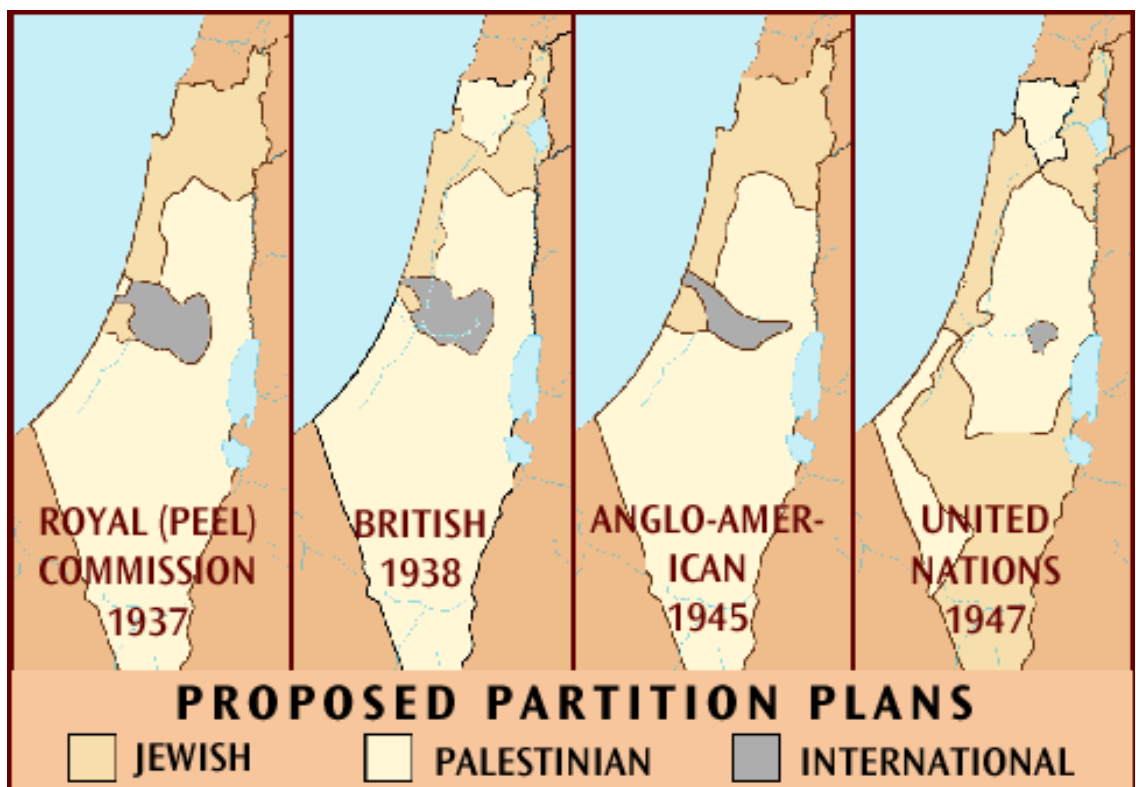 ROYAL (PEEL)
COMMISSION
1937
BRITISH
1938
ANGLO-AMER-
ICAN
1945
UNITED
NATIONS
1947
PROPOSED PARTITION PLANS
JEWISH
PALESTINIAN
INTERNATIONAL